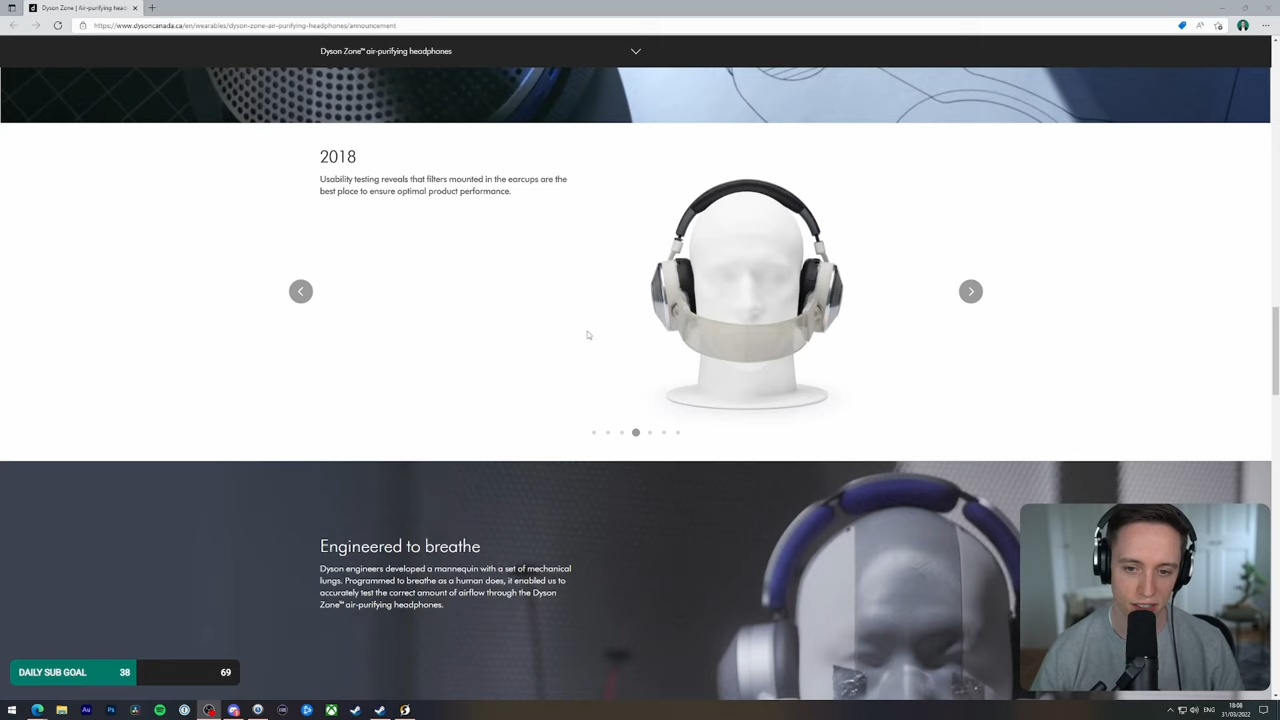 Dyson Zone | Air-purifying head
https://www.dysoncanada.ca/en/wearables/dyson-zone-air-purifying-headphones/announcement
Dyson Zone™ air-purifying headphones
2018
Usability testing reveals that filters mounted in the earcups are the
best place to ensure optimal product performance.
Engineered to breathe
Dyson engineers developed a mannequin with a set of mechanical
lungs. Programmed to breathe as a human does, it enabled us to
accurately test the correct amount of airflow through the Dyson
Zone™ air-purifying headphones.
DAILY SUB GOAL 38 69
Au Ps
ENG
18:08
31/03/2022